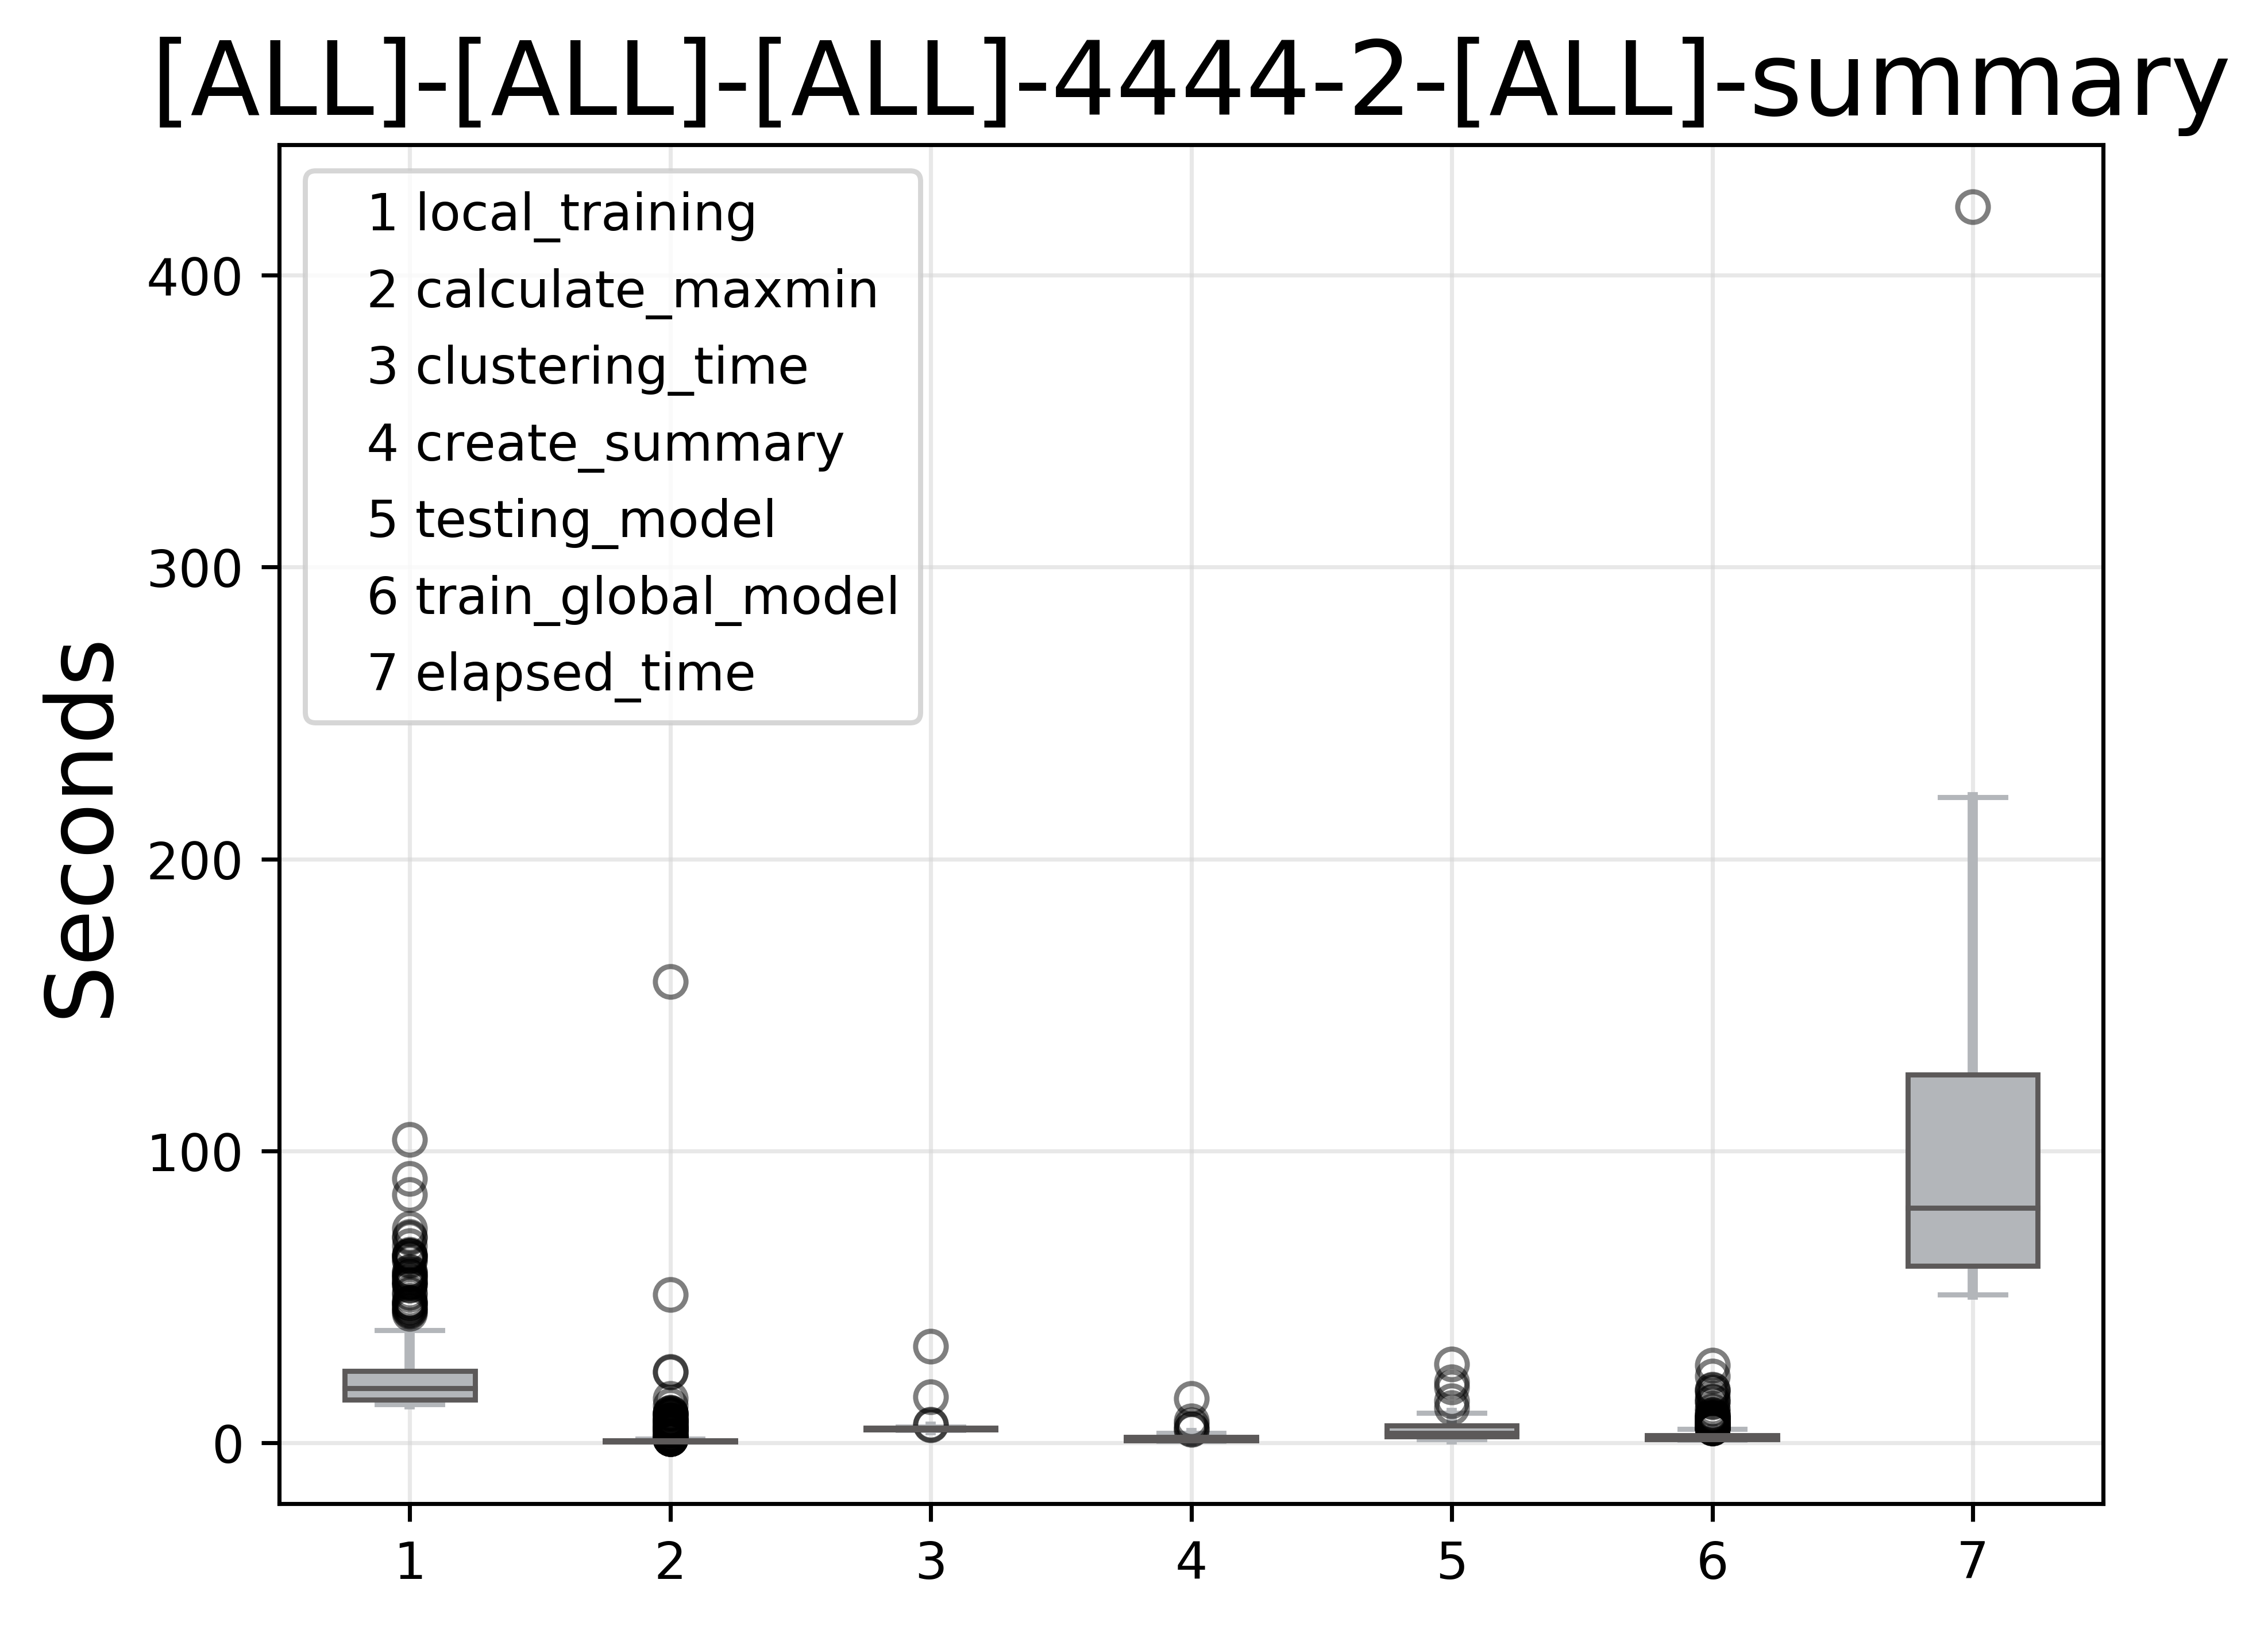 [ALL]-[ALL]-[ALL]-4444-2-[ALL]-summary
1 local_training
2 calculate_maxmin
3 clustering_time
4 create_summary
5 testing_model
6 train_global_model
7 elapsed_time
Seconds
400
300
200
100
0
1 2 3 4 5 6 7